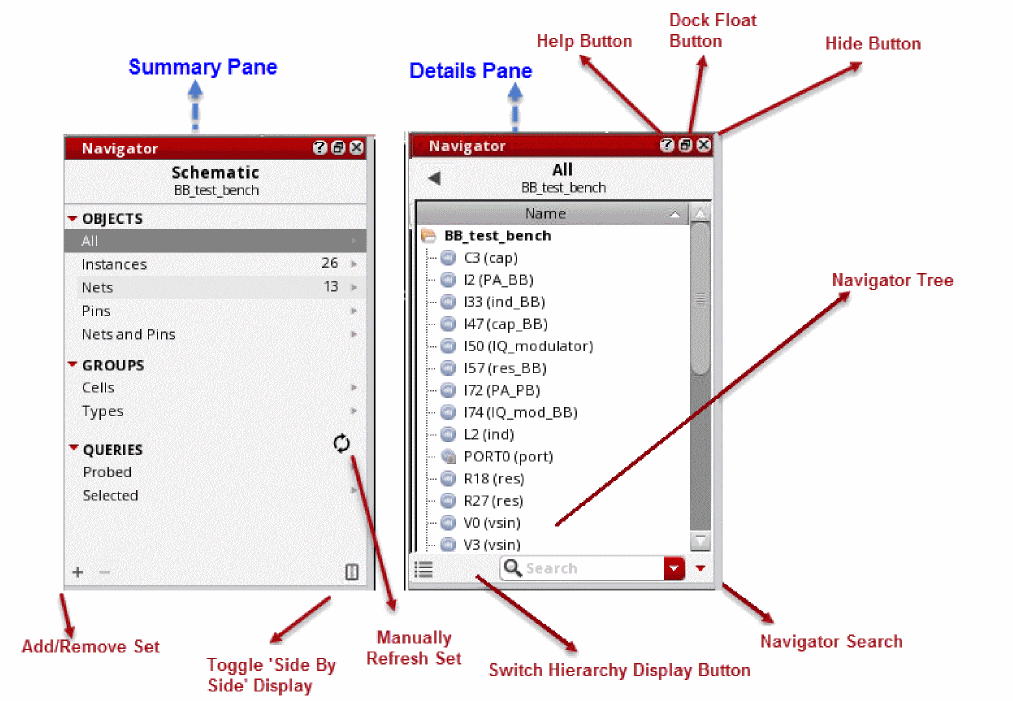 Dock Float
Button
Help Button
Hide Button
Summary Pane
Details Pane
Navigator
Schematic
BB_test_bench
OBJECTS
All
Instances 26
Nets 13
Pins
Nets and Pins
GROUPS
Cells
Types
QUERIES
Probed
Selected
Navigator
All
BB_test_bench
Name
BB_test_bench
C3 (cap)
I2 (PA_BB)
I33 (ind_BB)
I47 (cap_BB)
I50 (IQ_modulator)
I57 (res_BB)
I72 (PA_PB)
I74 (IQ_mod_BB)
L2 (ind)
PORT0 (port)
R18 (res)
R27 (res)
V0 (vsin)
V3 (vsin)
Search
Navigator Tree
Add/Remove Set
Toggle 'Side By
Side' Display
Manually
Refresh Set
Switch Hierarchy Display Button
Navigator Search